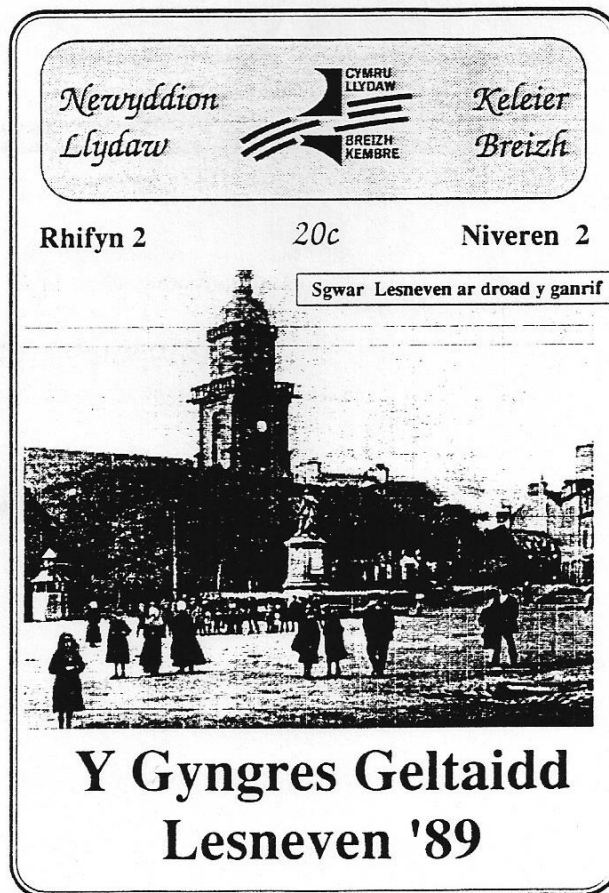 Newyddion
Llydaw
CYMRU
LLYDAW
BREIZH
KEMBRE
Keleier
Breizh
Rhifyn 2
20c
Niveren 2
Sgwar Lesneven ar droad y ganrif
Y Gyngres Geltaidd
Lesneven '89